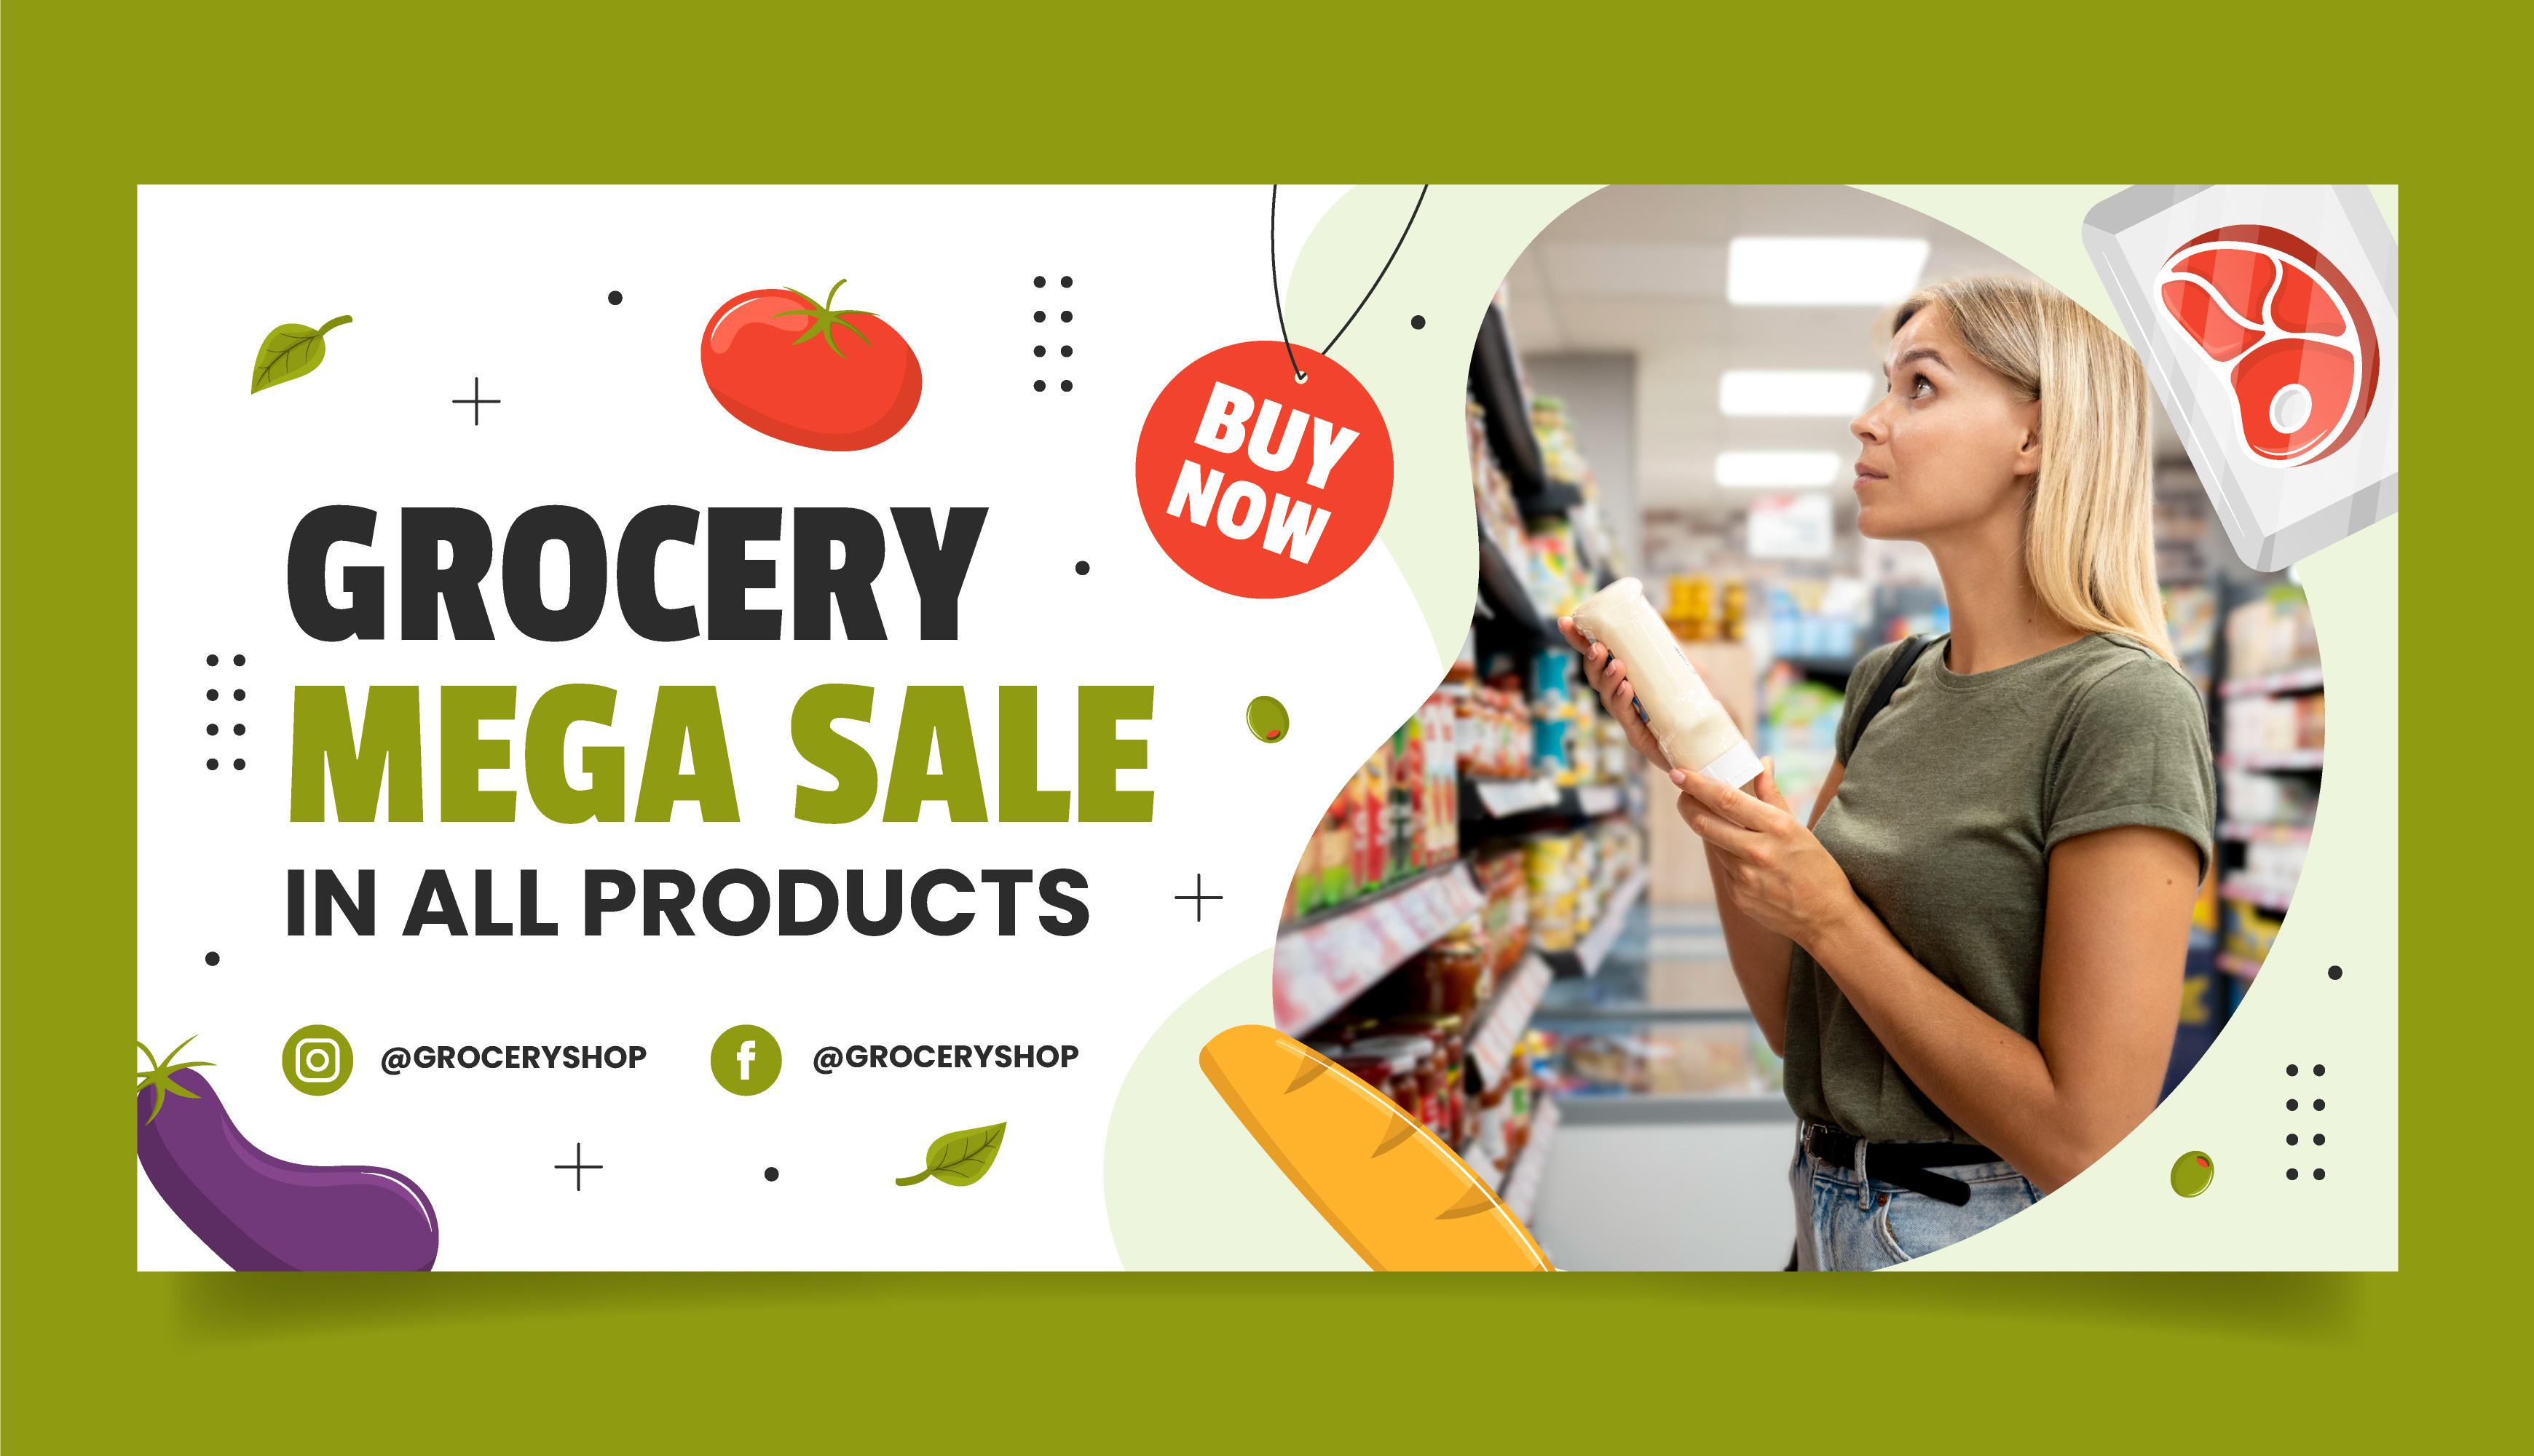 BUY
NOW
GROCERY
MEGA SALE
IN ALL PRODUCTS
@GROCERYSHOP
@GROCERYSHOP